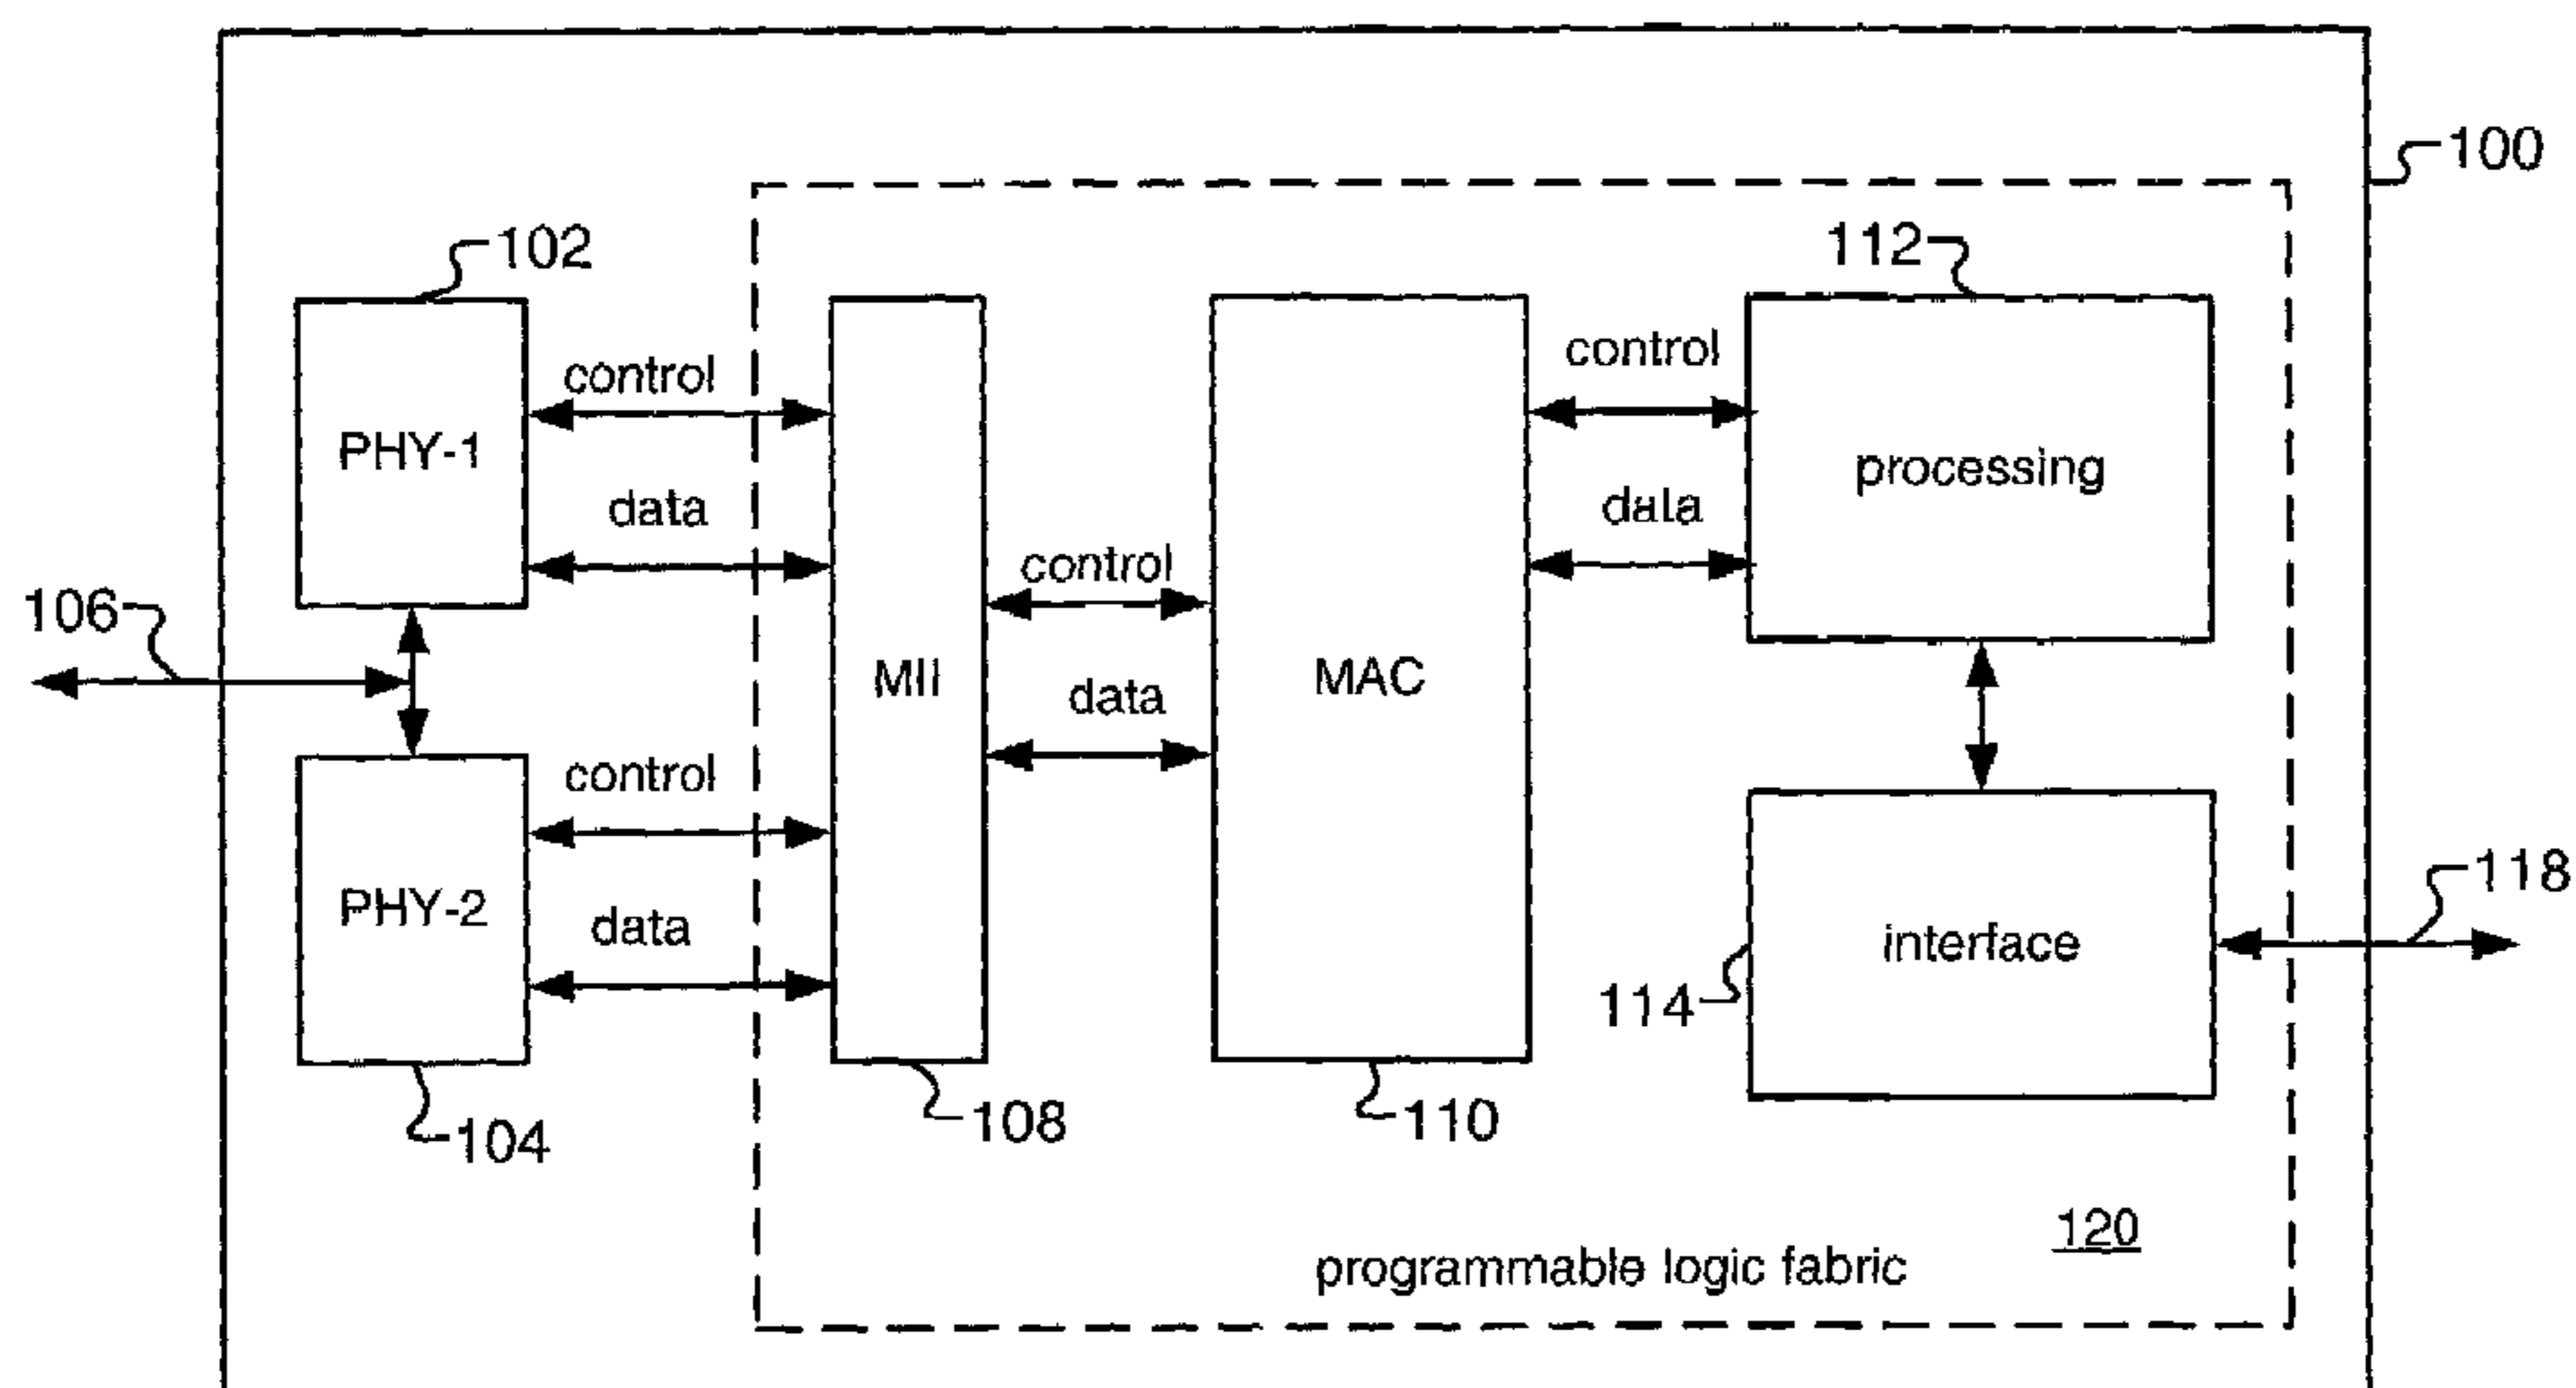 100
102
112
control
control
PHY-1
processing
data
data
control
106
MII
MAC
data
control
118
PHY-2
data
interface
114
108
110
104
120
programmable logic fabric